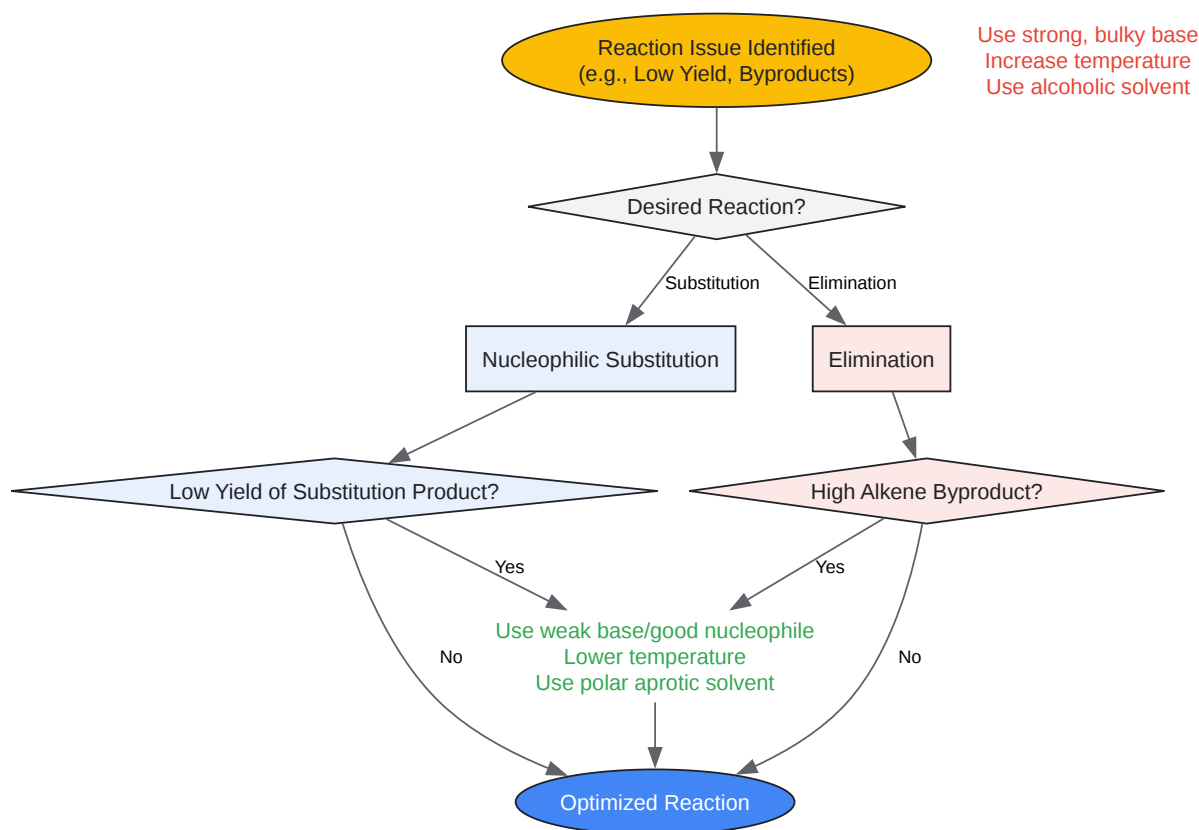 Reaction Issue Identified
(e.g., Low Yield, Byproducts)
Use strong, bulky base
Increase temperature
Use alcoholic solvent
Desired Reaction?
Substitution
Elimination
Nucleophilic Substitution
Elimination
Low Yield of Substitution Product?
High Alkene Byproduct?
Yes
Yes
Use weak base/good nucleophile
Lower temperature
Use polar aprotic solvent
No
No
Optimized Reaction